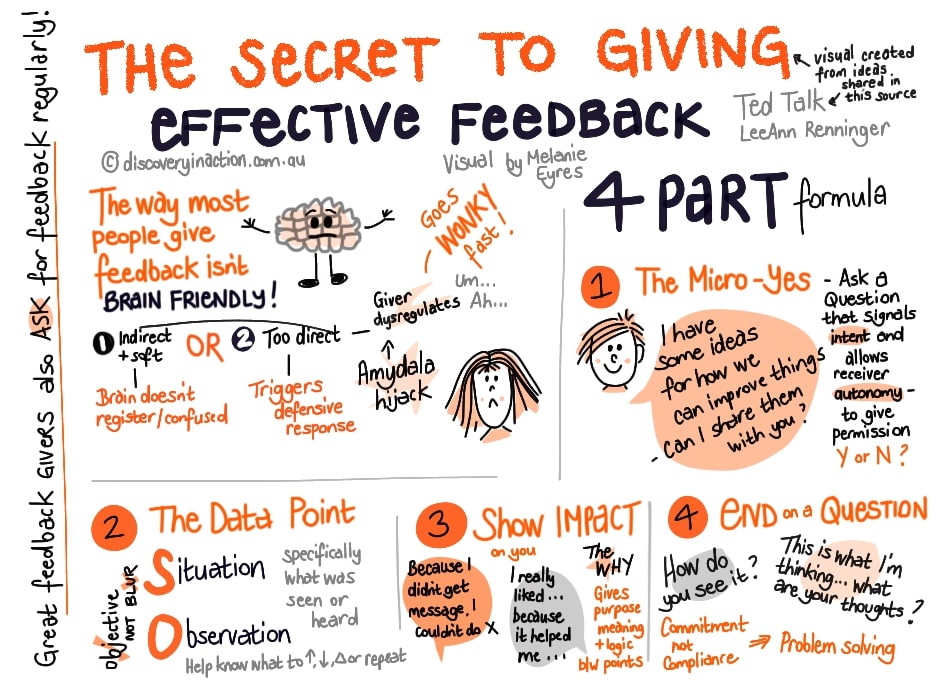 Great feedback GIVERS also ASK for feedback regularly!
THE SECRET TO GIVING
EFFECTIVE FEEDBACK
visual created
from ideas
shared in
this source
Ted Talk
LeeAnn Renninger
© discoveryinaction.com.au
Visual by Melanie
Eyres
The way most
people give
feedback isn't
BRAIN FRIENDLY!
1 Indirect
+ soft
OR
2 Too direct
Brain doesn't
register/confused
Triggers
defensive
response
Giver
dysregulates
Goes
WONKY
fast!
Um...
Ah...
Amydala
hijack
4 PART formula
1 The Micro-Yes
I have
some ideas
for how we
can improve things
- Can I share them
with you?
- Ask a
Question
that signals
intent and
allows
receiver
autonomy -
to give
permission
Y or N?
2 The Data Point
objective
NOT BLUR
Situation
specifically
what was
seen or
heard
Observation
Help know what to ↑, ↓, Δ or repeat
3 Show IMPACT
on you
Because I
didn't get
message, I
couldn't do X
I really
liked...
because
it helped
me...
The
WHY
Gives
purpose
meaning
+ logic
b/w points
4 END on a QUESTION
How do
you see it?
This is what I'm
thinking... what
are your thoughts?
Commitment
not
Compliance
⇒ Problem solving